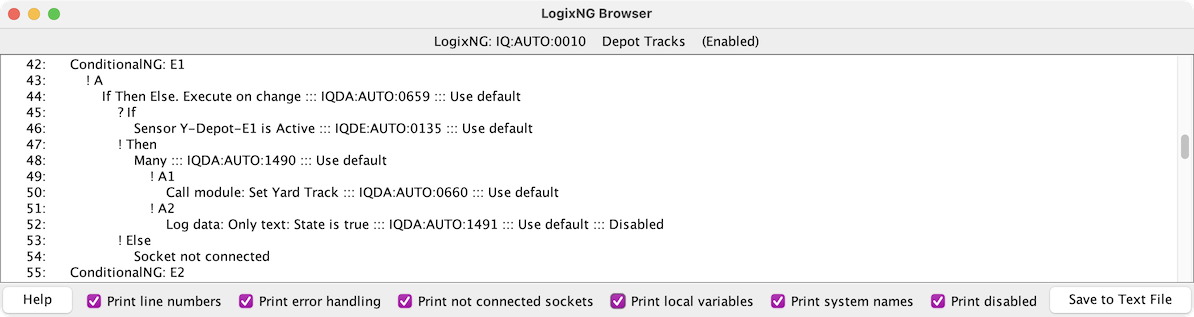 LogixNG Browser
LogixNG: IQ:AUTO:0010 Depot Tracks (Enabled)
42: ConditionalNG: E1
43: ! A
44: If Then Else. Execute on change ::: IQDA:AUTO:0659 ::: Use default
45: ? If
46: Sensor Y-Depot-E1 is Active ::: IQDE:AUTO:0135 ::: Use default
47: ! Then
48: Many ::: IQDA:AUTO:1490 ::: Use default
49: ! A1
50: Call module: Set Yard Track ::: IQDA:AUTO:0660 ::: Use default
51: ! A2
52: Log data: Only text: State is true ::: IQDA:AUTO:1491 ::: Use default ::: Disabled
53: ! Else
54: Socket not connected
55: ConditionalNG: E2
Help Print line numbers Print error handling Print not connected sockets Print local variables Print system names Print disabled Save to Text File